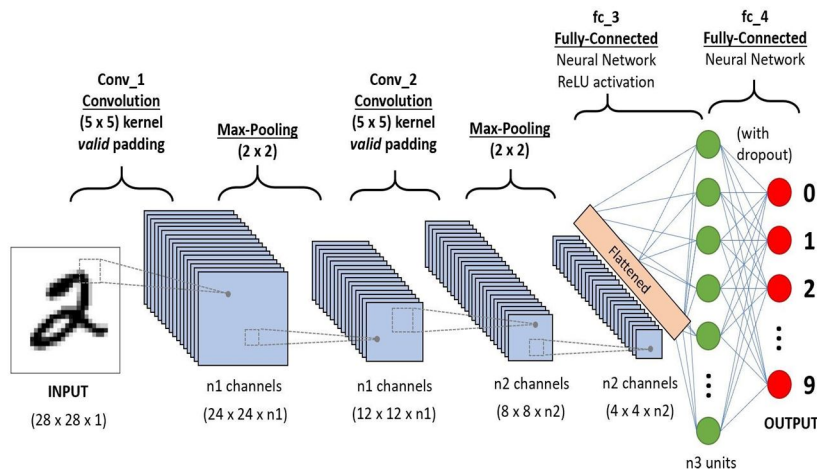 fc_3
Fully-Connected
Neural Network
ReLU activation
fc_4
Fully-Connected
Neural Network
Conv_1
Convolution
(5 x 5) kernel
valid padding
Max-Pooling
(2 x 2)
Conv_2
Convolution
(5 x 5) kernel
valid padding
Max-Pooling
(2 x 2)
(with
dropout)
Flattened
2
0
1
2
9
INPUT
(28 x 28 x 1)
n1 channels
(24 x 24 x n1)
n1 channels
(12 x 12 x n1)
n2 channels
(8 x 8 x n2)
n2 channels
(4 x 4 x n2)
OUTPUT
n3 units